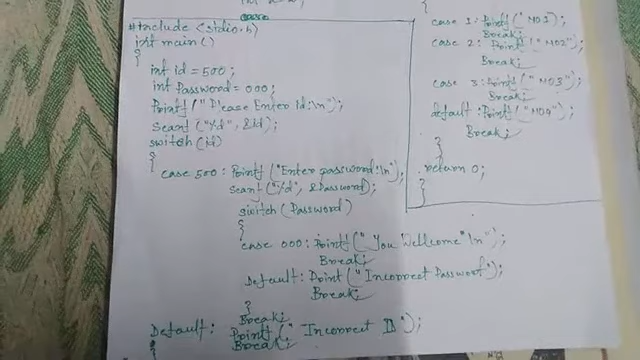 #include <stdio.h>
int main()
{
int id = 500;
int Password = 000;
Printf("Please Enter id:\n");
Scanf("%d", &id);
switch (id)
{
case 500: Printf("Enter password:\n");
Scanf("%d", &Password);
switch (Password)
{
case 000: Printf("You Wellcome"\n");
Break;
Default: Print("Incorrect Passworf");
Break;
}
Break;
Default: Printf("Incorrect ID");
{ Break;
{
case 1: Printf("NO1");
Break;
case 2: Printf("NO2");
Break;
case 3: Printf("NO3");
Break;
default: Printf("NO4");
Break;
}
return 0;
}